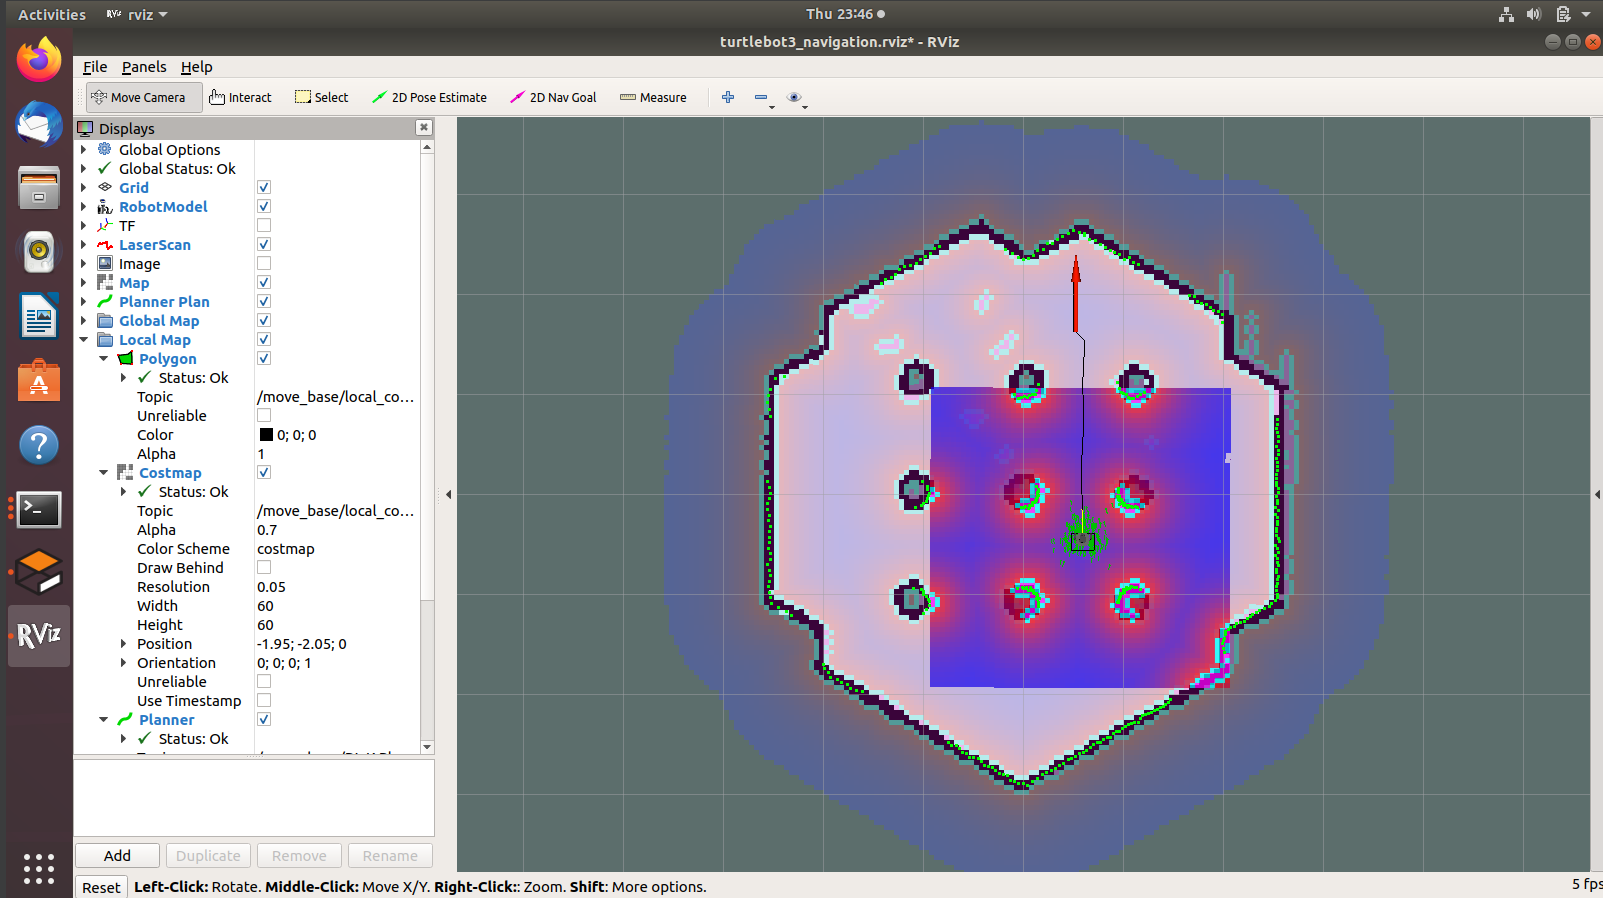 Activities RViz rviz Thu 23:46
turtlebot3_navigation.rviz* - RViz
File Panels Help
Move Camera Interact Select 2D Pose Estimate 2D Nav Goal Measure
Displays
Global Options
Global Status: Ok
Grid
RobotModel
TF
LaserScan
Image
Map
Planner Plan
Global Map
Local Map
Polygon
Status: Ok
Topic /move_base/local_co...
Unreliable
Color 0; 0; 0
Alpha 1
Costmap
Status: Ok
Topic /move_base/local_co...
Alpha 0.7
Color Scheme costmap
Draw Behind
Resolution 0.05
Width 60
Height 60
Position -1.95; -2.05; 0
Orientation 0; 0; 0; 1
Unreliable
Use Timestamp
Planner
Status: Ok
RViz
Add Duplicate Remove Rename
Reset Left-Click: Rotate. Middle-Click: Move X/Y. Right-Click:: Zoom. Shift: More options. 5 fps